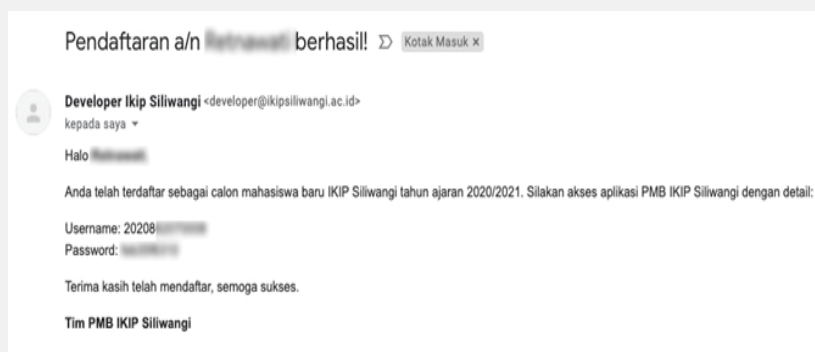 Pendaftaran a/n berhasil! Kotak Masuk x
Developer Ikip Siliwangi <developer@ikipsiliwangi.ac.id>
kepada saya
Halo
Anda telah terdaftar sebagai calon mahasiswa baru IKIP Siliwangi tahun ajaran 2020/2021. Silakan akses aplikasi PMB IKIP Siliwangi dengan detail:
Username: 20208
Password:
Terima kasih telah mendaftar, semoga sukses.
Tim PMB IKIP Siliwangi